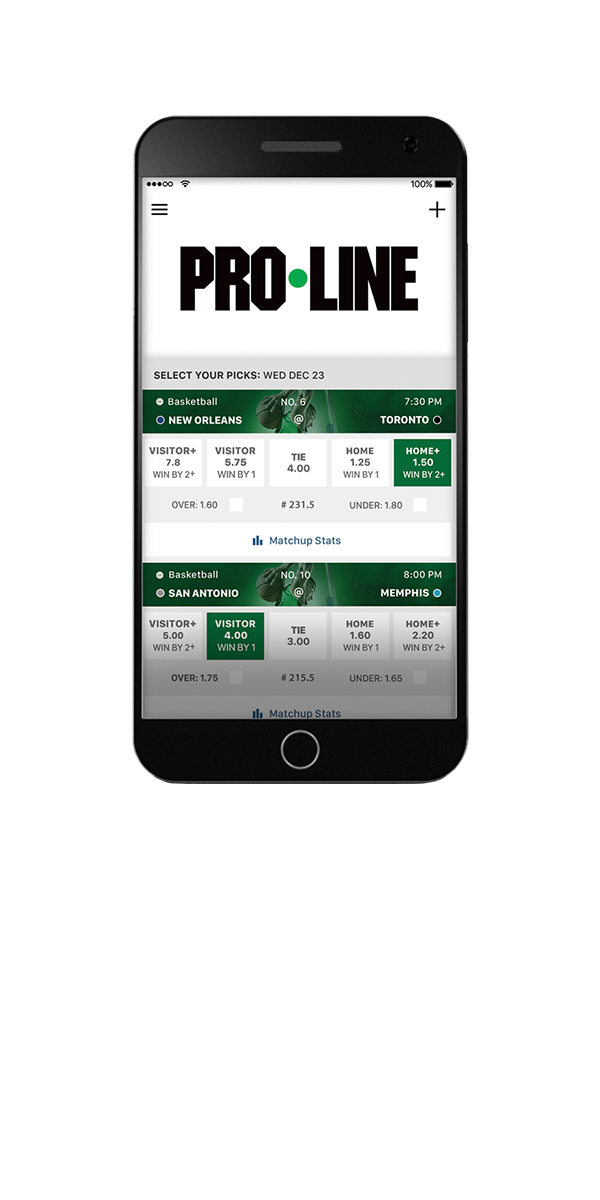 100%
PRO•LINE
SELECT YOUR PICKS: WED DEC 23
Basketball NO. 6 7:30 PM
NEW ORLEANS @ TORONTO
VISITOR+ 7.8 WIN BY 2+
VISITOR 5.75 WIN BY 1
TIE 4.00
HOME 1.25 WIN BY 1
HOME+ 1.50 WIN BY 2+
OVER: 1.60 # 231.5 UNDER: 1.80
Matchup Stats
Basketball NO. 10 8:00 PM
SAN ANTONIO @ MEMPHIS
VISITOR+ 5.00 WIN BY 2+
VISITOR 4.00 WIN BY 1
TIE 3.00
HOME 1.60 WIN BY 1
HOME+ 2.20 WIN BY 2+
OVER: 1.75 # 215.5 UNDER: 1.65
Matchup Stats